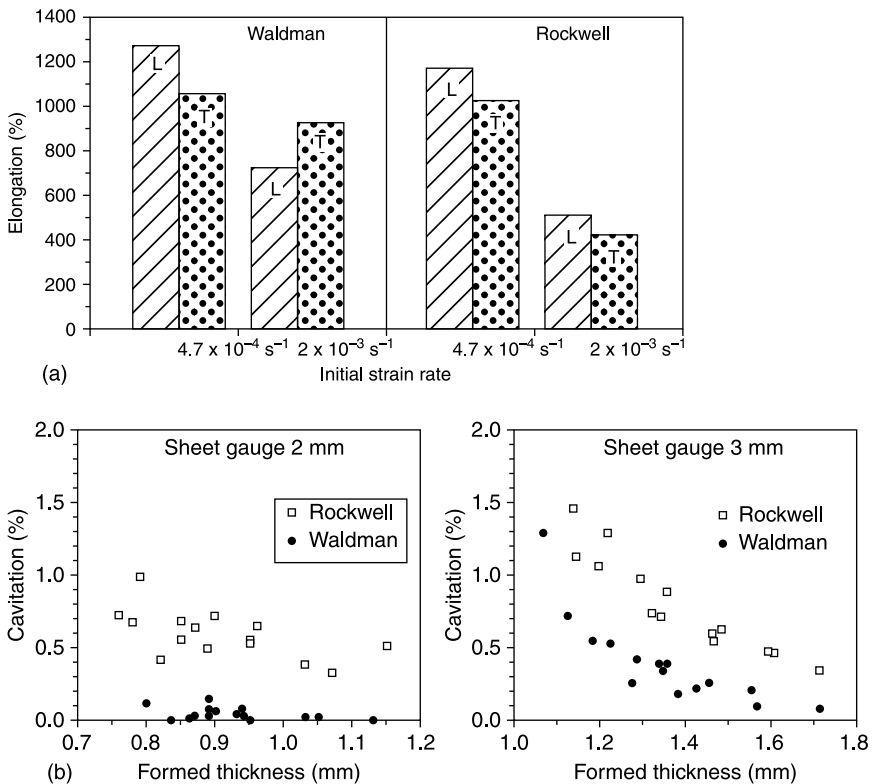 1400
1200
1000
800
600
400
200
0
Elongation (%)
Waldman
Rockwell
L
T
L
T
L
T
L
T
4.7 x 10⁻⁴ s⁻¹
2 x 10⁻³ s⁻¹
4.7 x 10⁻⁴ s⁻¹
2 x 10⁻³ s⁻¹
(a)
Initial strain rate
2.0
1.5
1.0
0.5
0.0
Cavitation (%)
Sheet gauge 2 mm
Rockwell
Waldman
0.7 0.8 0.9 1.0 1.1 1.2
(b)
Formed thickness (mm)
2.0
1.5
1.0
0.5
0.0
Cavitation (%)
Sheet gauge 3 mm
Rockwell
Waldman
1.0 1.2 1.4 1.6 1.8
Formed thickness (mm)